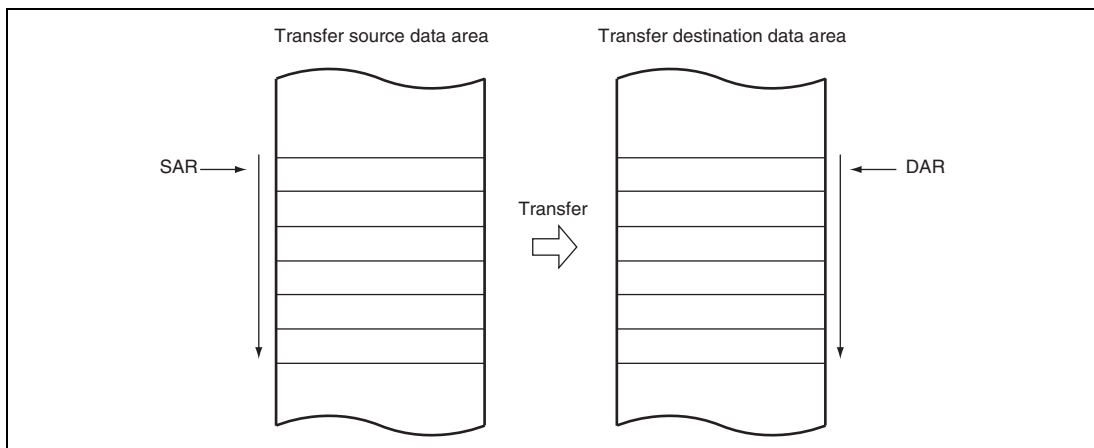 Transfer source data area
Transfer destination data area
SAR
DAR
Transfer